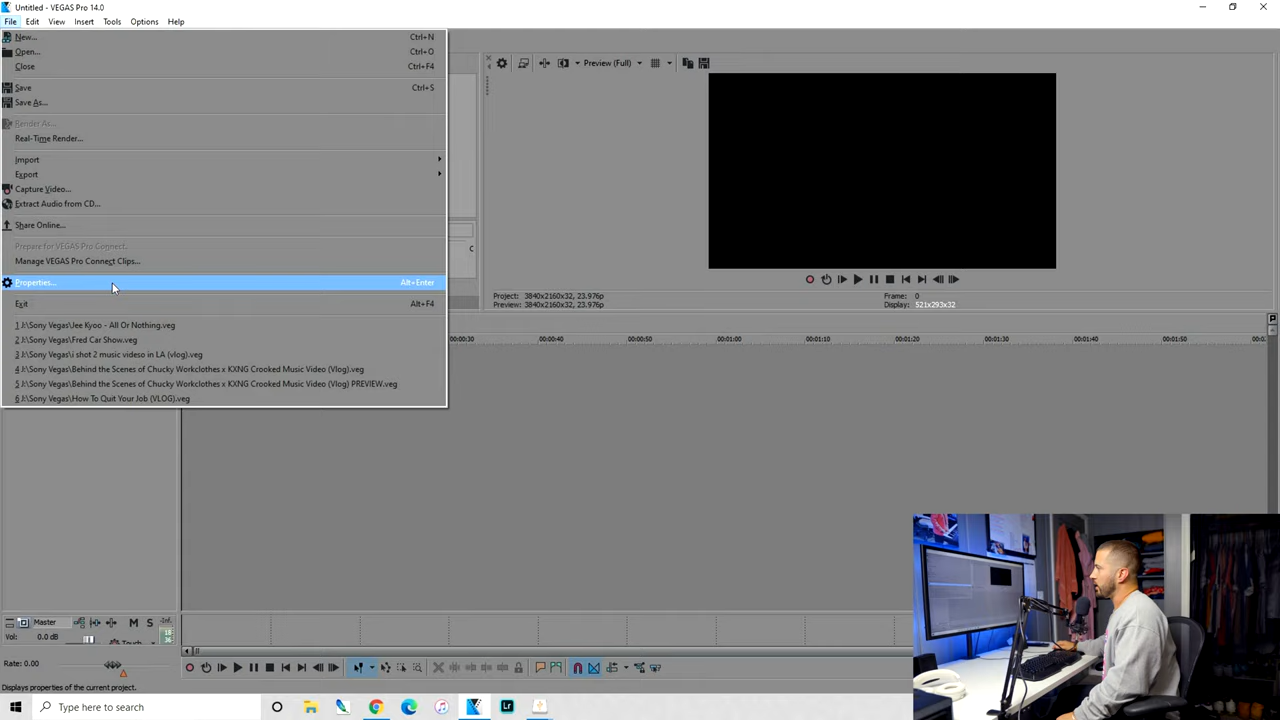 Untitled - VEGAS Pro 14.0
File Edit View Insert Tools Options Help
New... Ctrl+N
Open... Ctrl+O
Close Ctrl+F4
Save Ctrl+S
Save As...
Render As...
Real-Time Render...
Import
Export
Capture Video...
Extract Audio from CD...
Share Online...
Prepare for VEGAS Pro Connect...
Manage VEGAS Pro Connect Clips...
Properties... Alt+Enter
Exit Alt+F4
1 J:\Sony Vegas\Jee Kyoo - All Or Nothing.veg
2 J:\Sony Vegas\Fred Car Show.veg
3 J:\Sony Vegas\i shot 2 music videso in LA (vlog).veg
4 J:\Sony Vegas\Behind the Scenes of Chucky Workclothes x KXNG Crooked Music Video (Vlog).veg
5 J:\Sony Vegas\Behind the Scenes of Chucky Workclothes x KXNG Crooked Music Video (Vlog) PREVIEW.veg
6 J:\Sony Vegas\How To Quit Your Job (VLOG).veg
Preview (Full)
Project: 3840x2160x32, 23.976p
Preview: 3840x2160x32, 23.976p
Frame: 0
Display: 521x293x32
00:00:30 00:00:40 00:00:50 00:01:00 00:01:10 00:01:20 00:01:30 00:01:40 00:01:50
Master M S -Inf.
Vol: 0.0 dB Touch
18
36
Rate: 0.00
Displays properties of the current project.
Type here to search
Lr